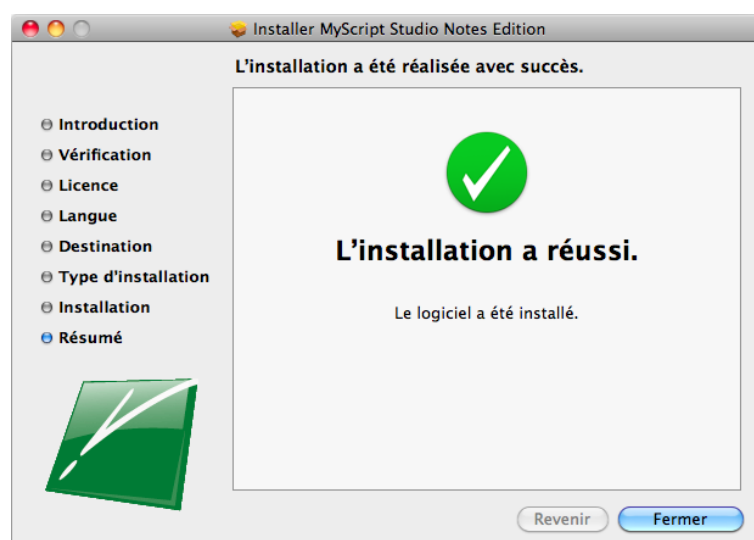 Installer MyScript Studio Notes Edition
L'installation a été réalisée avec succès.
Introduction
Vérification
Licence
Langue
Destination
Type d'installation
Installation
Résumé
L'installation a réussi.
Le logiciel a été installé.
Revenir
Fermer